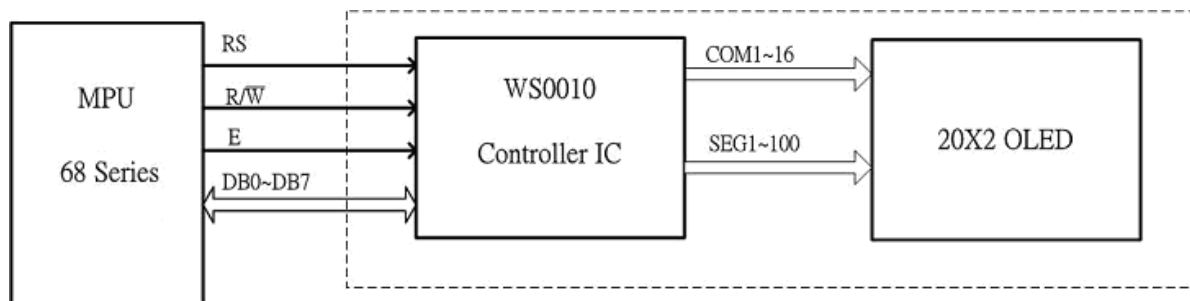 MPU
68 Series
RS
R/W̅
E
DB0~DB7
WS0010
Controller IC
COM1~16
SEG1~100
20X2 OLED